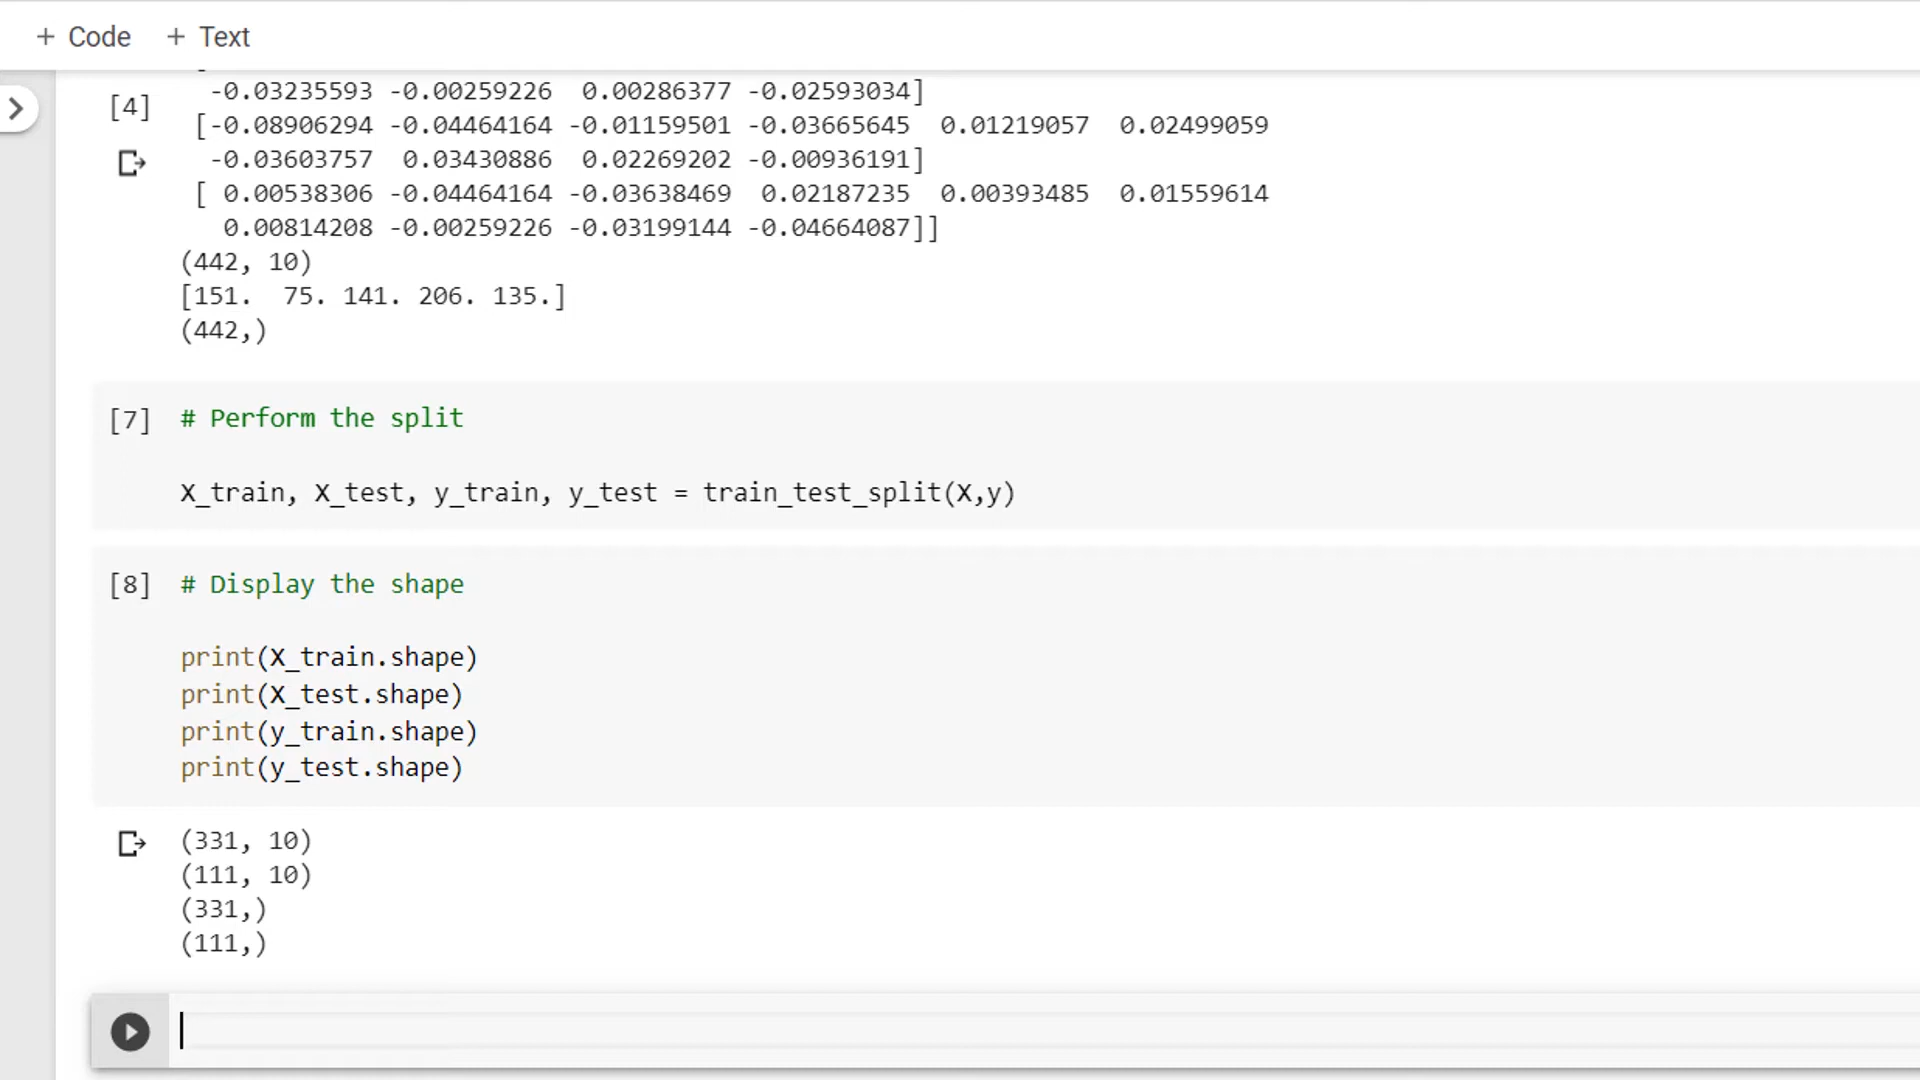 + Code + Text
[4]
-0.03235593 -0.00259226 0.00286377 -0.02593034]
[-0.08906294 -0.04464164 -0.01159501 -0.03665645 0.01219057 0.02499059
-0.03603757 0.03430886 0.02269202 -0.00936191]
[ 0.00538306 -0.04464164 -0.03638469 0.02187235 0.00393485 0.01559614
0.00814208 -0.00259226 -0.03199144 -0.04664087]]
(442, 10)
[151. 75. 141. 206. 135.]
(442,)
[7] # Perform the split
X_train, X_test, y_train, y_test = train_test_split(X,y)
[8] # Display the shape
print(X_train.shape)
print(X_test.shape)
print(y_train.shape)
print(y_test.shape)
(331, 10)
(111, 10)
(331,)
(111,)